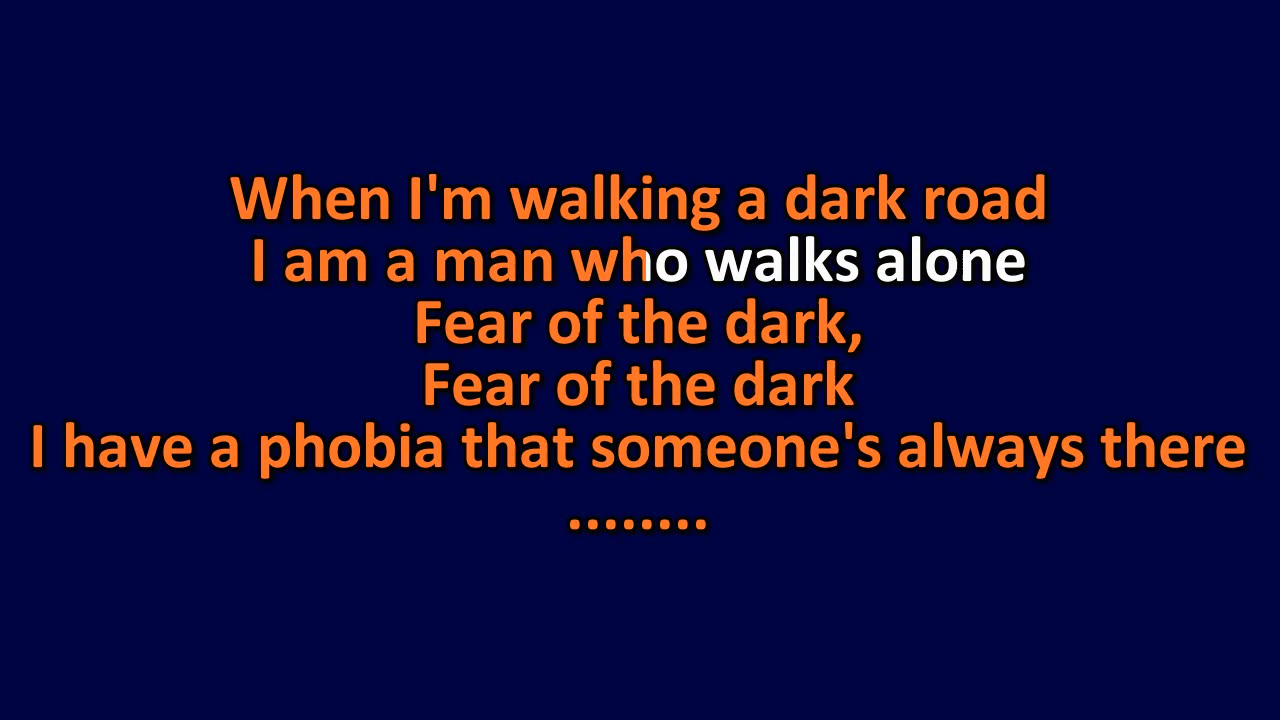 When I'm walking a dark road
I am a man who walks alone
Fear of the dark,
Fear of the dark
I have a phobia that someone's always there
........